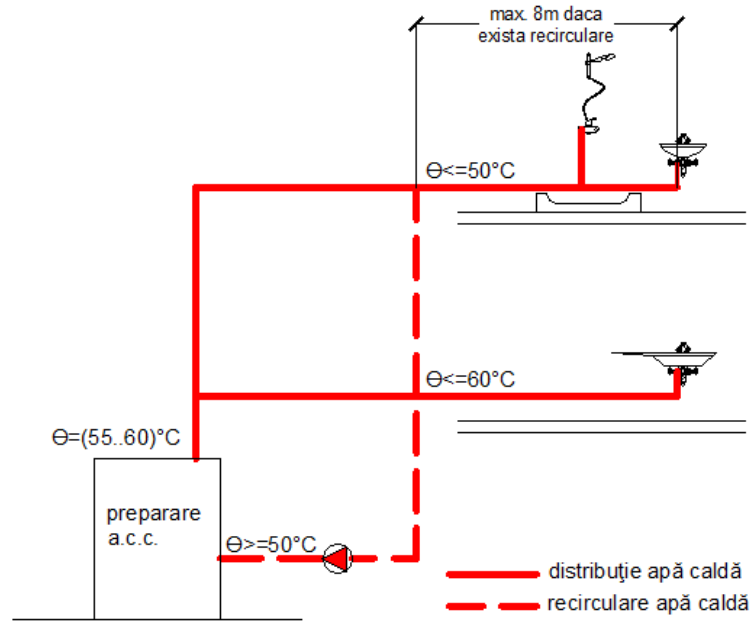 max. 8m daca
exista recirculare
Θ<=50°C
Θ<=60°C
Θ=(55..60)°C
preparare
a.c.c.
Θ>=50°C
distribuţie apă caldă
recirculare apă caldă